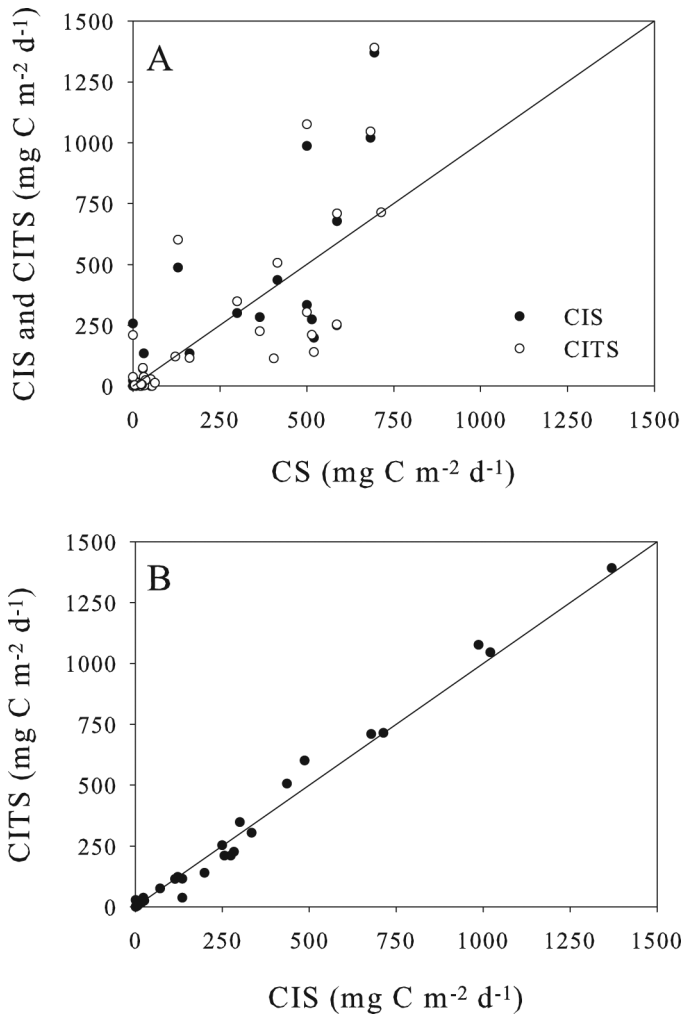 A
CIS and CITS (mg C m-2 d-1)
1500
1250
1000
750
500
250
0
CIS
CITS
0 250 500 750 1000 1250 1500
CS (mg C m-2 d-1)
B
CITS (mg C m-2 d-1)
1500
1250
1000
750
500
250
0
0 250 500 750 1000 1250 1500
CIS (mg C m-2 d-1)